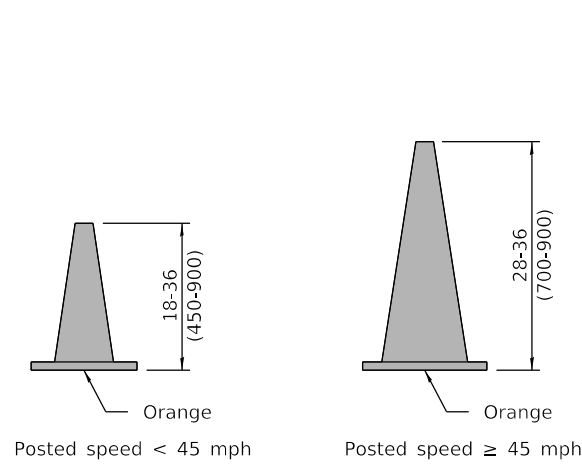 18-36
(450-900)
Orange
Posted speed < 45 mph
28-36
(700-900)
Orange
Posted speed ≥ 45 mph